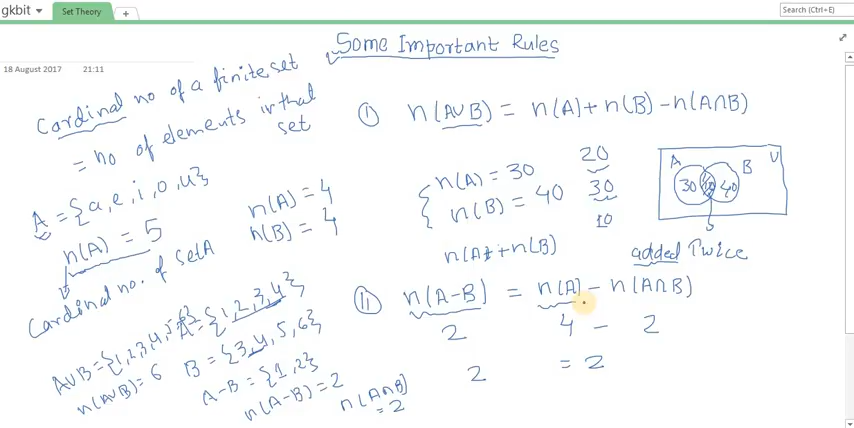 gkbit
Set Theory
Search (Ctrl+E)
Some Important Rules
18 August 2017 21:11
Cardinal no of a finite set
= no of elements in that
set
A = {a, e, i, o, u}
n(A) = 5
Cardinal no. of set A
n(A) = 4
n(B) = 4
A = {1, 2, 3, 4}
B = {3, 4, 5, 6}
A-B = {1, 2}
n(A-B) = 2
n(A∩B)
= 2
A∪B = {1, 2, 3, 4, 5, 6}
n(A∪B) = 6
(i) n(A∪B) = n(A) + n(B) - n(A∩B)
n(A) = 30
n(B) = 40
20
30
10
n(A) + n(B)
A B U
30 10 40
added Twice
(ii) n(A-B) = n(A) - n(A∩B)
2 4 - 2
2 = 2